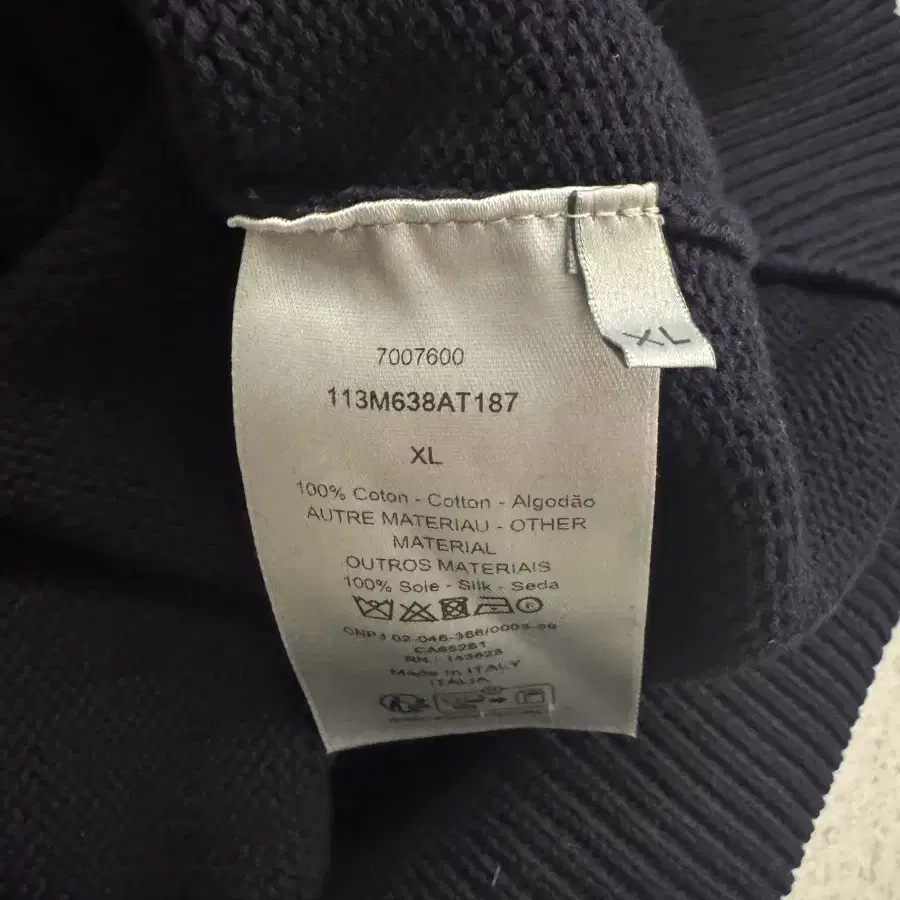 XL
7007600
113M638AT187
XL
100% Coton - Cotton - Algodão
AUTRE MATERIAU - OTHER
MATERIAL
OUTROS MATERIAIS
100% Soie - Silk - Seda
CA65281
RN.: 143623
Made in ITALY
ITALIA